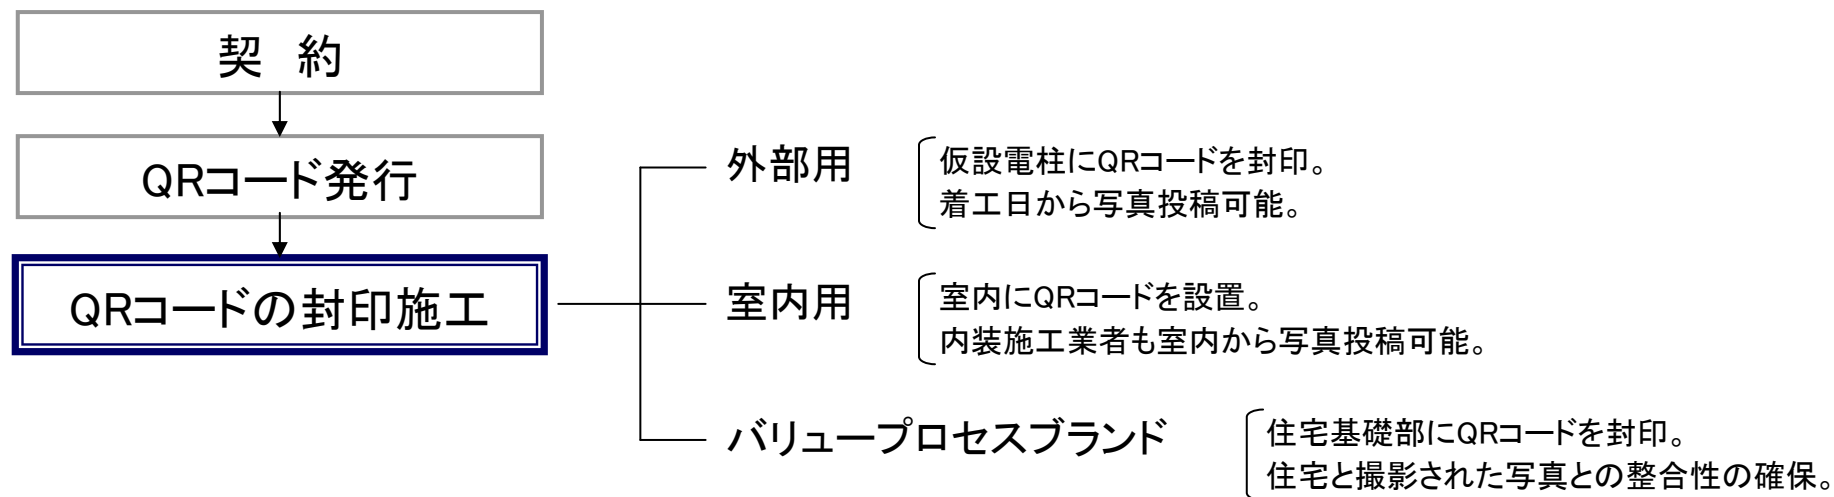 契　約
QRコード発行
QRコードの封印施工
外部用
仮設電柱にQRコードを封印。
着工日から写真投稿可能。
室内用
室内にQRコードを設置。
内装施工業者も室内から写真投稿可能。
バリュープロセスブランド
住宅基礎部にQRコードを封印。
住宅と撮影された写真との整合性の確保。